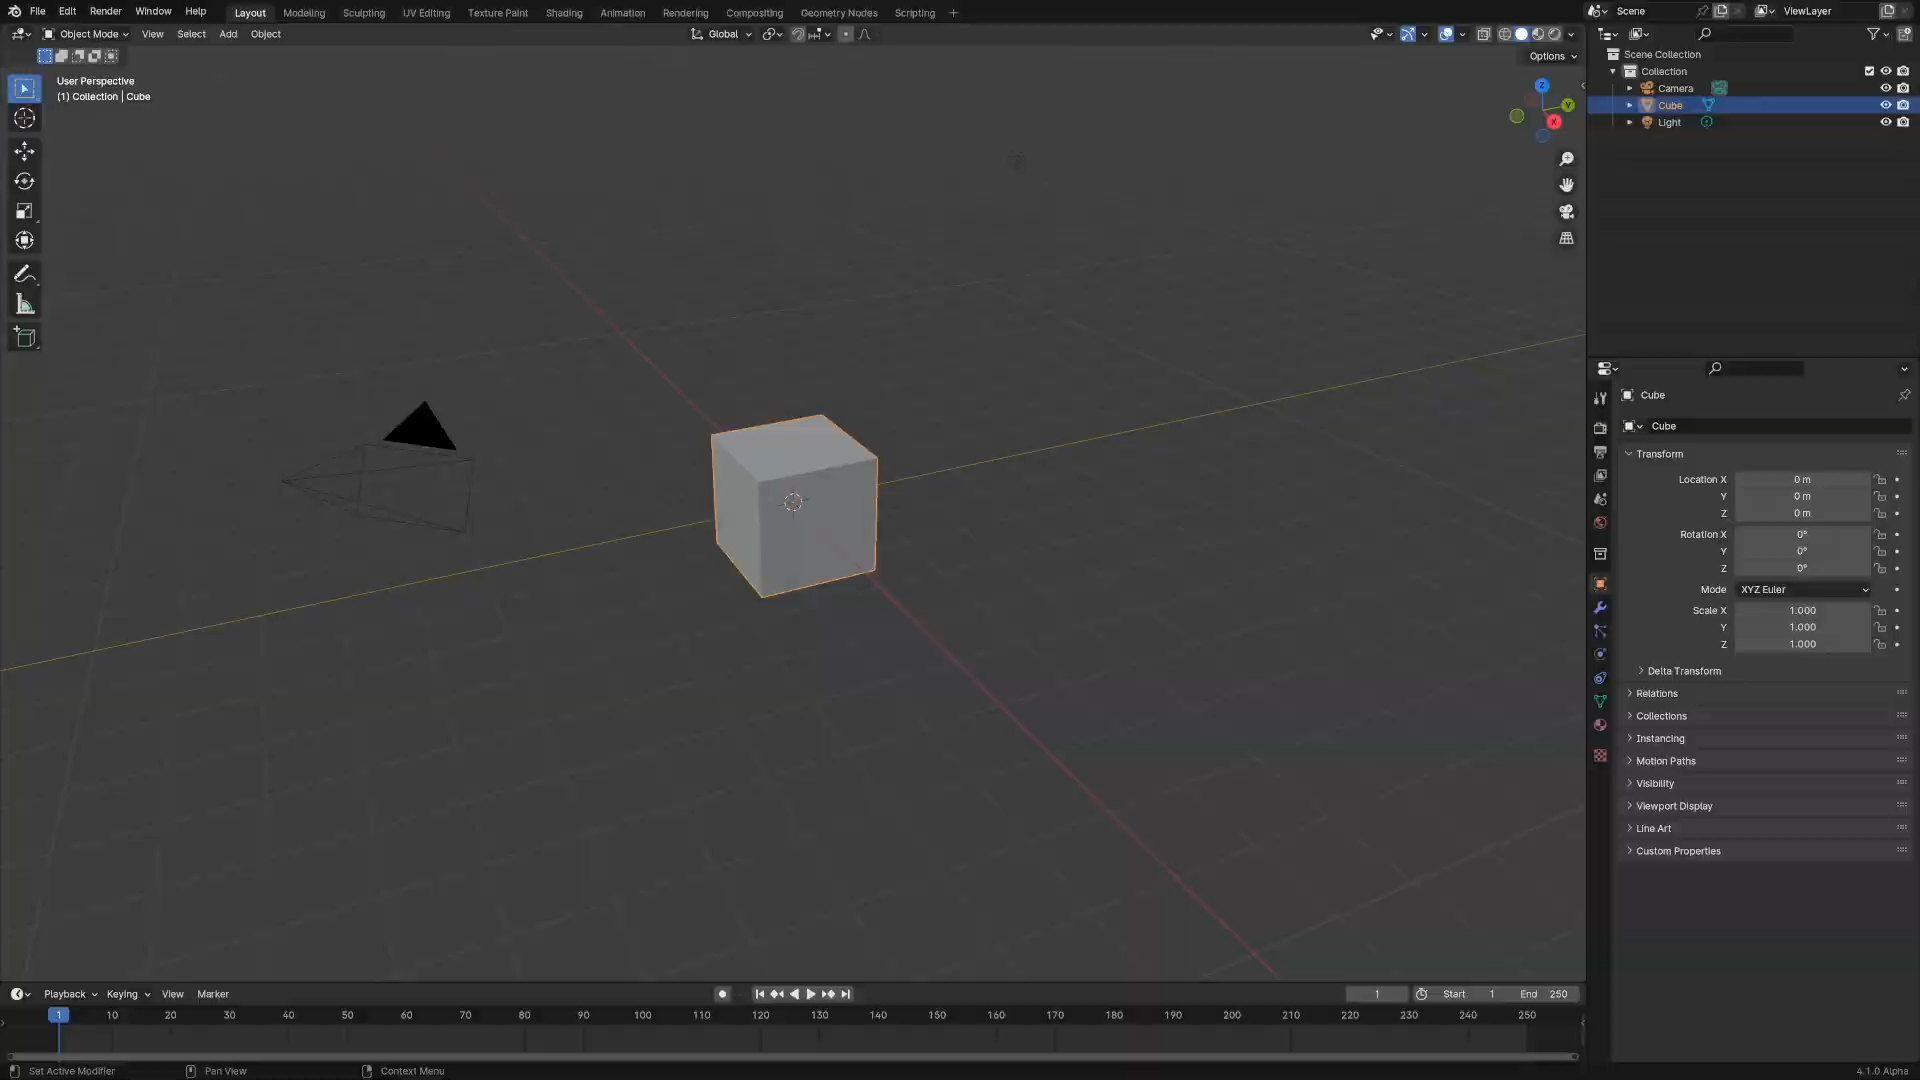 File Edit Render Window Help Layout Modeling Sculpting UV Editing Texture Paint Shading Animation Rendering Compositing Geometry Nodes Scripting + Scene ViewLayer
Object Mode View Select Add Object Global
Options
User Perspective
(1) Collection | Cube
Z
Y
X
Scene Collection
Collection
Camera
Cube
Light
Cube
Cube
Transform
Location X 0 m
Y 0 m
Z 0 m
Rotation X 0°
Y 0°
Z 0°
Mode XYZ Euler
Scale X 1.000
Y 1.000
Z 1.000
Delta Transform
Relations
Collections
Instancing
Motion Paths
Visibility
Viewport Display
Line Art
Custom Properties
Playback Keying View Marker 1 Start 1 End 250
1 10 20 30 40 50 60 70 80 90 100 110 120 130 140 150 160 170 180 190 200 210 220 230 240 250
Set Active Modifier Pan View Context Menu 4.1.0 Alpha